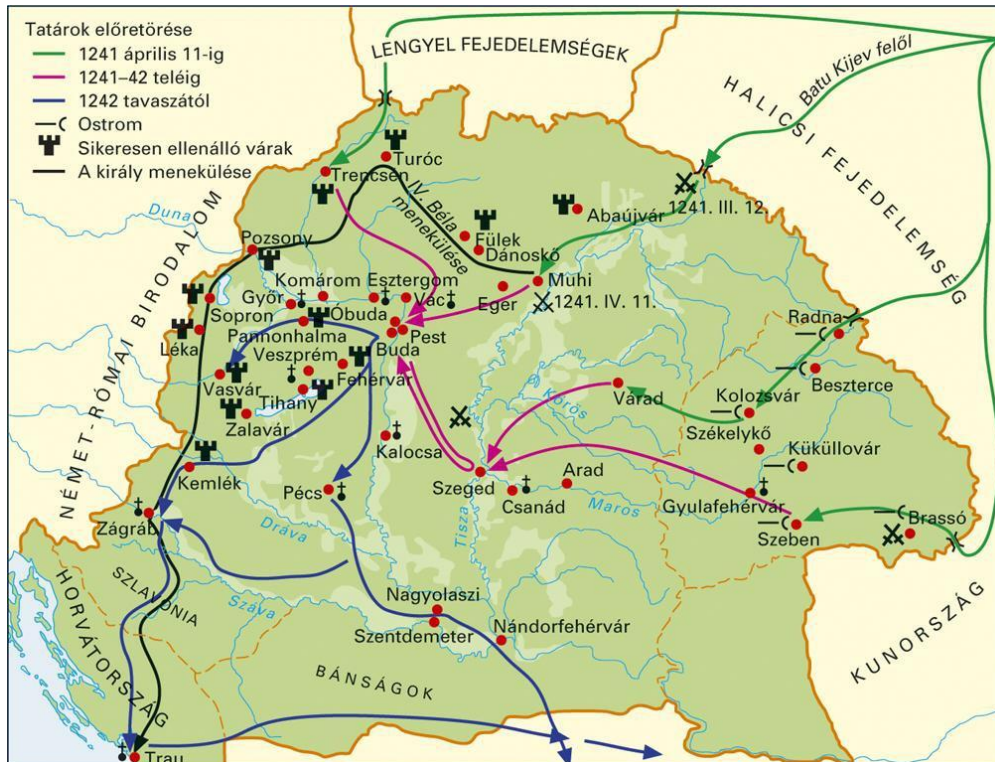 Tatárok előretörése
1241 április 11-ig
1241–42 teléig
1242 tavaszától
Ostrom
Sikeresen ellenálló várak
A király menekülése
LENGYEL FEJEDELEMSÉGEK
Batu Kijev felől
HALICSI FEJEDELEMSÉG
NÉMET-RÓMAI BIRODALOM
Duna
Turóc
Trencsén
IV. Béla
menekülése
Abaújvár
1241. III. 12.
Pozsony
Fülek
Dánoskő
Muhi
1241. IV. 11.
Eger
Komárom
Esztergom
Vác
Győr
Sopron
Óbuda
Pannonhalma
Pest
Buda
Léka
Veszprém
Fehérvár
Vasvár
Tihany
Zalavár
Radna
Beszterce
Kolozsvár
Várad
Kőrös
Székelykő
Küküllővár
Kalocsa
Kemlék
Szeged
Arad
Csanád
Maros
Gyulafehérvár
Pécs
Tisza
Szeben
Brassó
Zágráb
Dráva
SZLAVÓNIA
HORVÁTORSZÁG
Száva
Nagyolaszi
Szentdemeter
Nándorfehérvár
BÁNSÁGOK
KUNORSZÁG
Trau